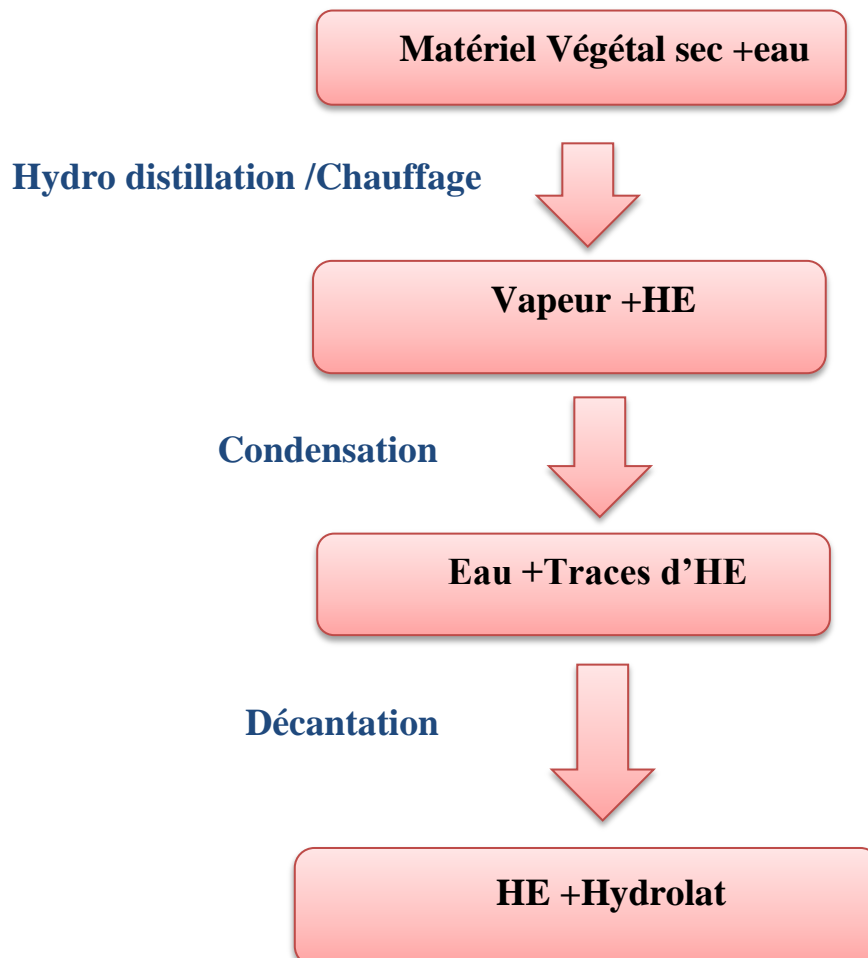 Matériel Végétal sec +eau
Hydro distillation /Chauffage
Vapeur +HE
Condensation
Eau +Traces d’HE
Décantation
HE +Hydrolat